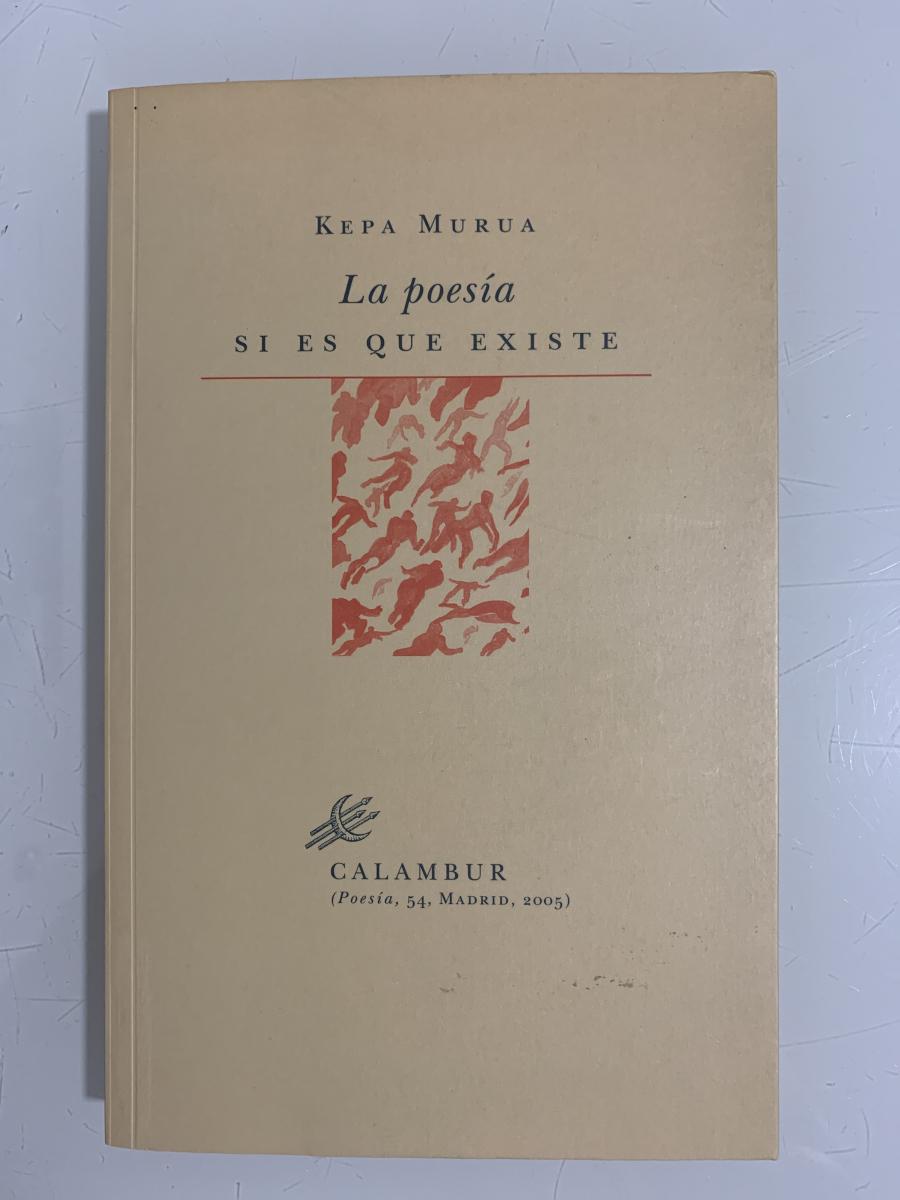 KEPA MURUA
La poesía
SI ES QUE EXISTE
CALAMBUR
(Poesía, 54, MADRID, 2005)